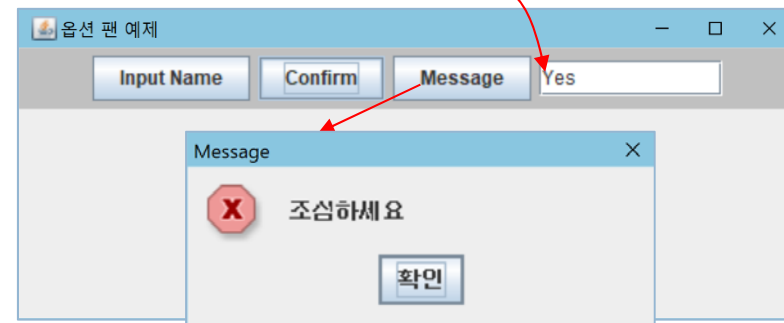 옵션 팬 예제
Input Name Confirm Message Yes
Message
조심하세요
확인